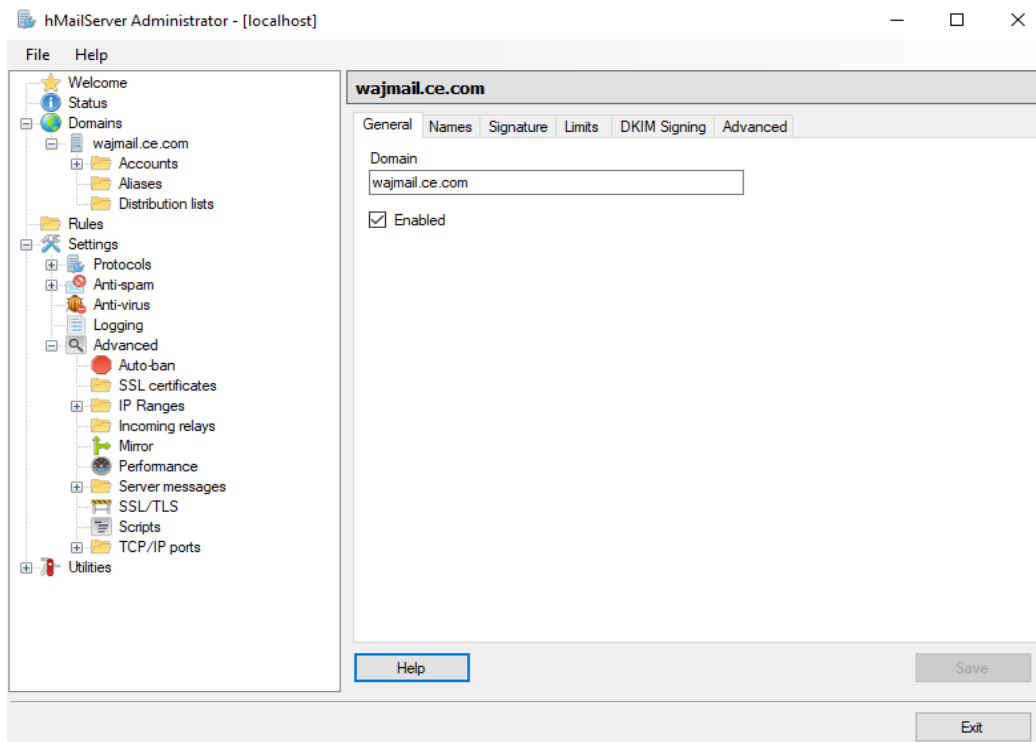 hMailServer Administrator - [localhost]
File Help
Welcome
Status
Domains
wajmail.ce.com
Accounts
Aliases
Distribution lists
Rules
Settings
Protocols
Anti-spam
Anti-virus
Logging
Advanced
Auto-ban
SSL certificates
IP Ranges
Incoming relays
Mirror
Performance
Server messages
SSL/TLS
Scripts
TCP/IP ports
Utilities
wajmail.ce.com
General Names Signature Limits DKIM Signing Advanced
Domain
wajmail.ce.com
Enabled
Help Save
Exit